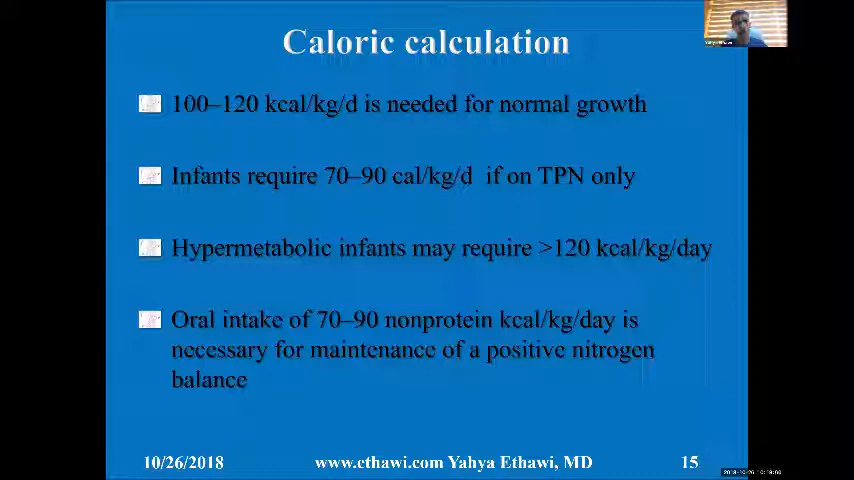 Caloric calculation
100–120 kcal/kg/d is needed for normal growth
Infants require 70–90 cal/kg/d if on TPN only
Hypermetabolic infants may require >120 kcal/kg/day
Oral intake of 70–90 nonprotein kcal/kg/day is
necessary for maintenance of a positive nitrogen
balance
10/26/2018
www.ethawi.com Yahya Ethawi, MD
15